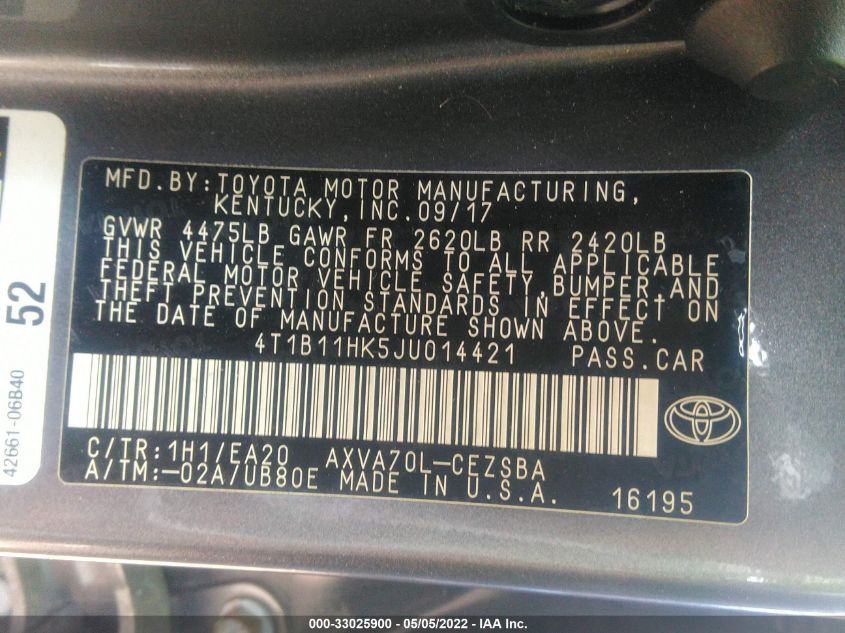 MFD.BY:TOYOTA MOTOR MANUFACTURING,
KENTUCKY,INC.09/17
GVWR 4475LB GAWR FR 2620LB RR 2420LB
THIS VEHICLE CONFORMS TO ALL APPLICABLE
FEDERAL MOTOR VEHICLE SAFETY,BUMPER,AND
THEFT PREVENTION STANDARDS IN EFFECT ON
THE DATE OF MANUFACTURE SHOWN ABOVE.
4T1B11HK5JU014421 PASS.CAR
C/TR:1H1/EA20 AXVA70L-CEZSBA
A/TM:-02A/UB80E MADE IN U.S.A. 16195
52
42661-06B40
000-33025900 - 05/05/2022 - IAA Inc.